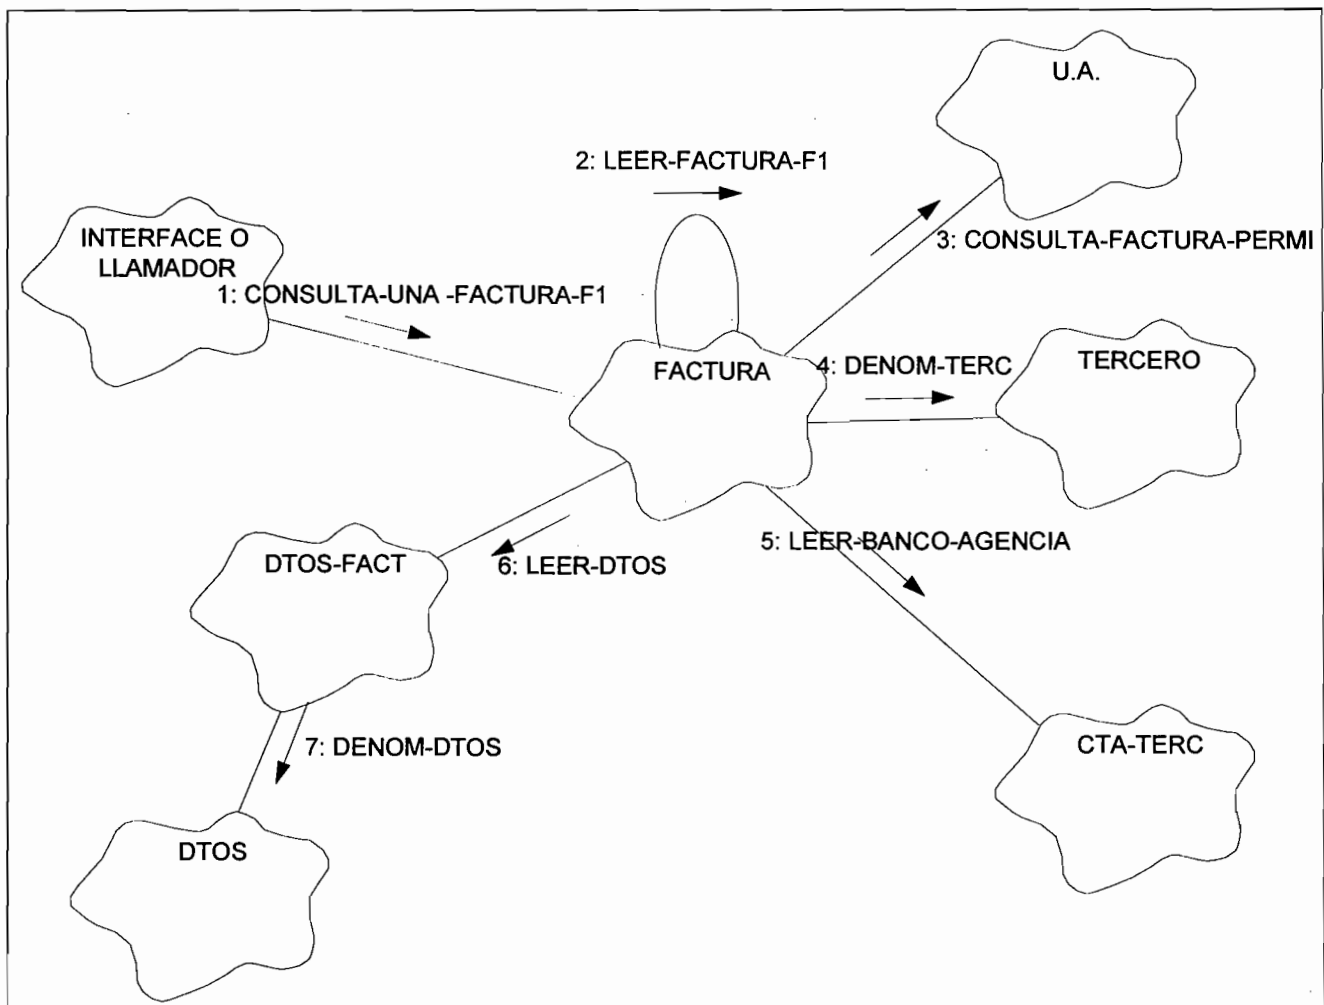 U.A.
2: LEER-FACTURA-F1
INTERFACE O
LLAMADOR
3: CONSULTA-FACTURA-PERMI
1: CONSULTA-UNA -FACTURA-F1
FACTURA
4: DENOM-TERC
TERCERO
5: LEER-BANCO-AGENCIA
DTOS-FACT
6: LEER-DTOS
7: DENOM-DTOS
CTA-TERC
DTOS